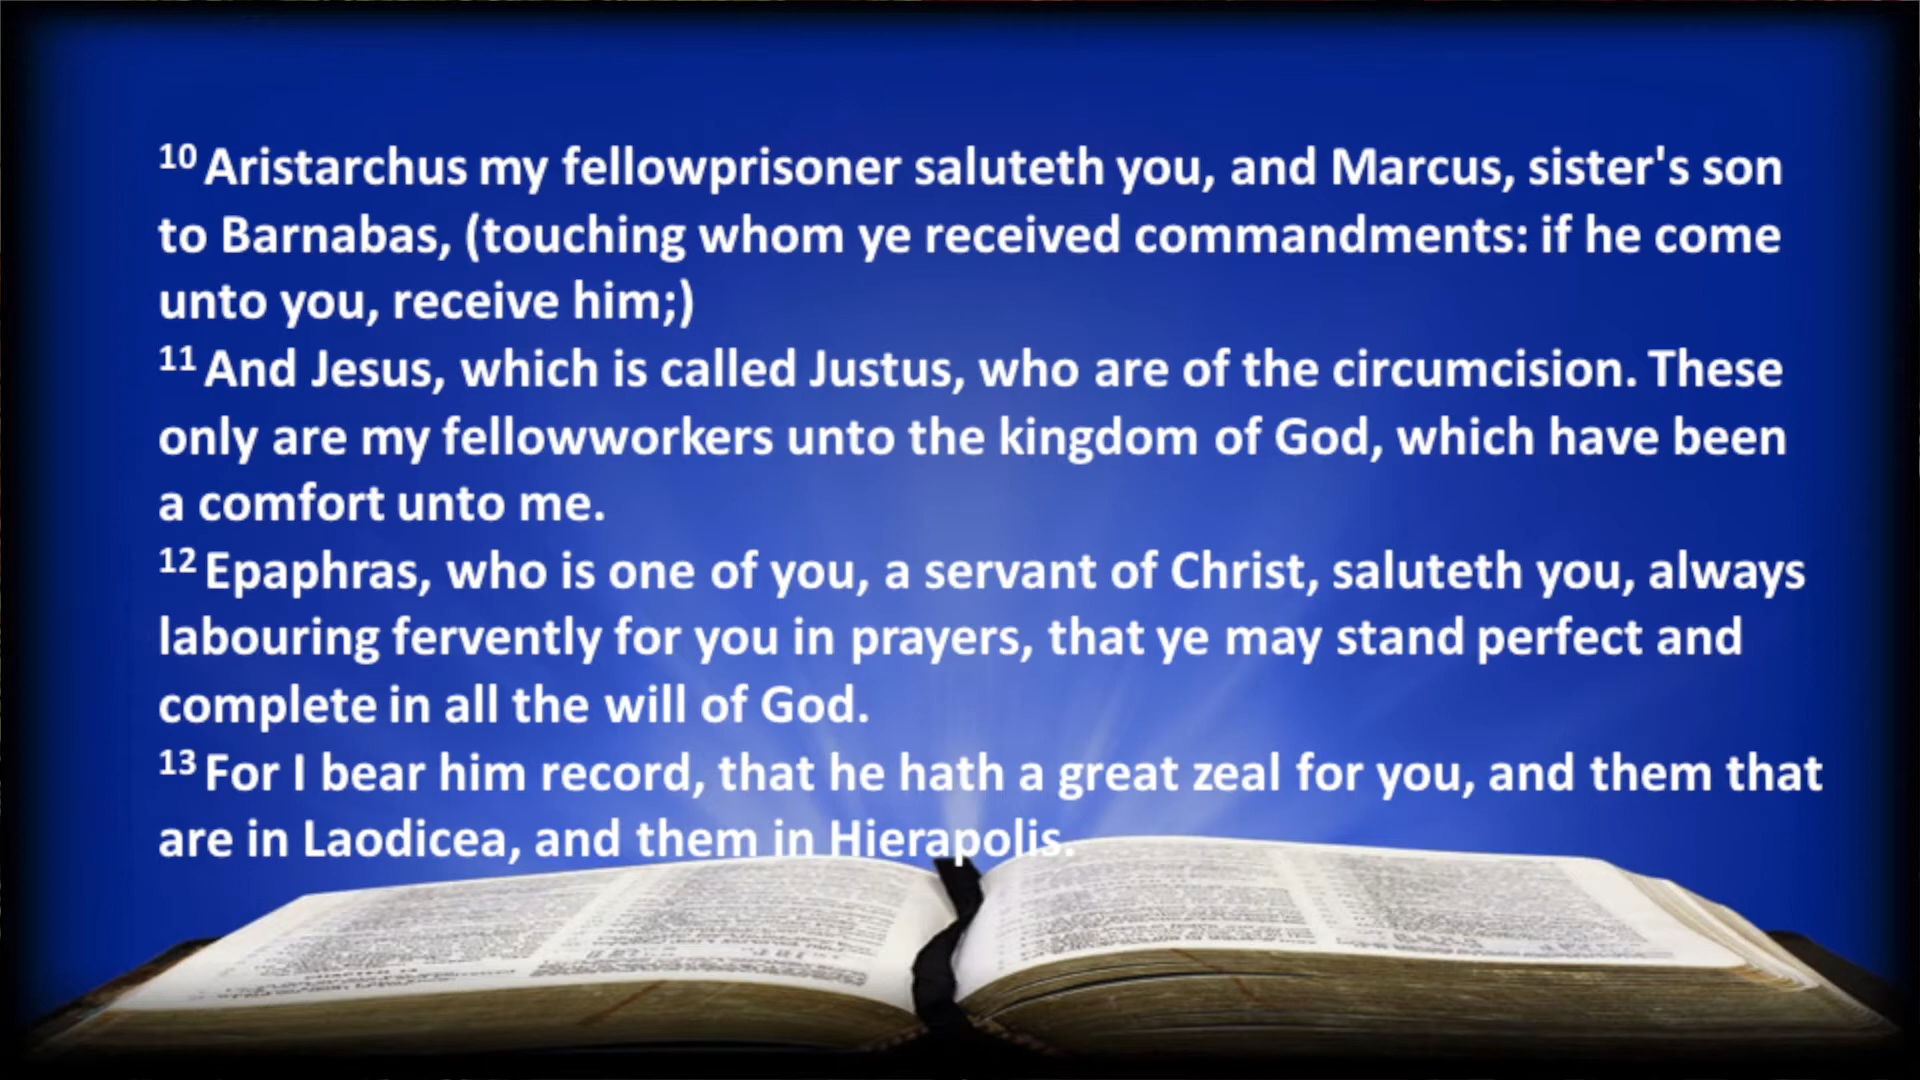 10 Aristarchus my fellowprisoner saluteth you, and Marcus, sister's son
to Barnabas, (touching whom ye received commandments: if he come
unto you, receive him;)
11 And Jesus, which is called Justus, who are of the circumcision. These
only are my fellowworkers unto the kingdom of God, which have been
a comfort unto me.
12 Epaphras, who is one of you, a servant of Christ, saluteth you, always
labouring fervently for you in prayers, that ye may stand perfect and
complete in all the will of God.
13 For I bear him record, that he hath a great zeal for you, and them that
are in Laodicea, and them in Hierapolis.